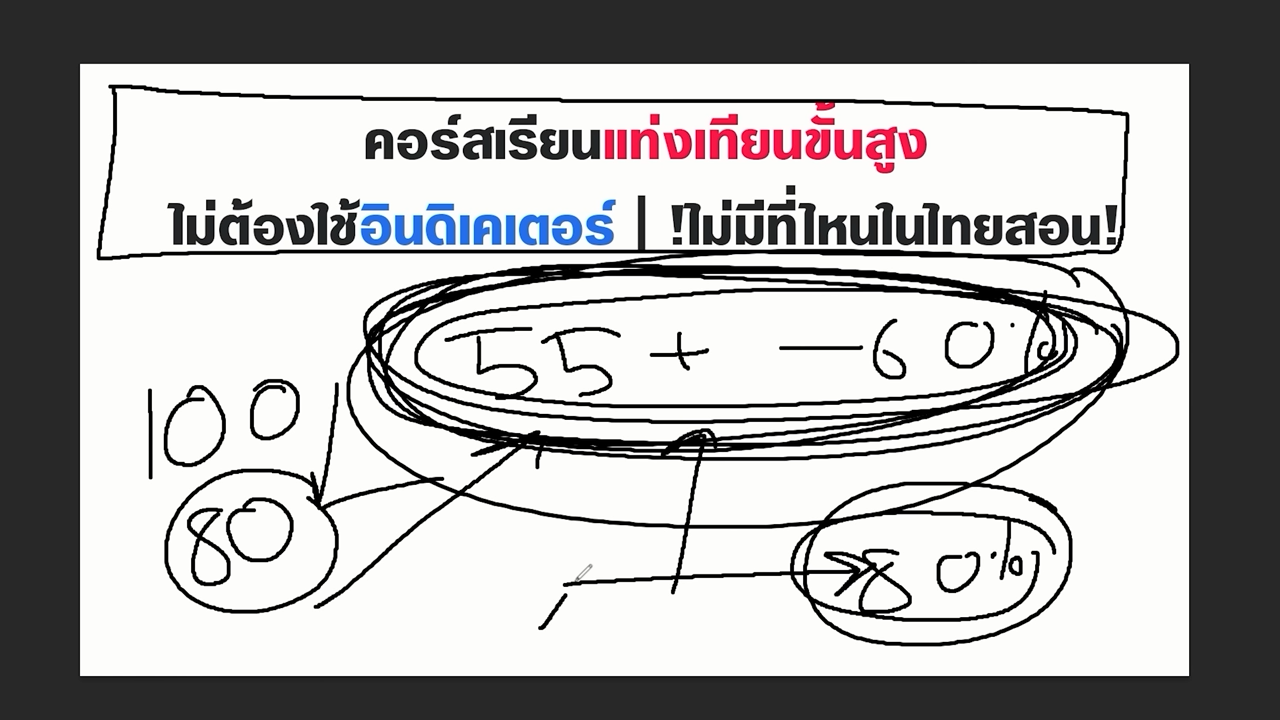 คอร์สเรียนแท่งเทียนขั้นสูง
ไม่ต้องใช้อินดิเคเตอร์ | !ไม่มีที่ไหนในไทยสอน!
55 + - 60%
100
80
80%